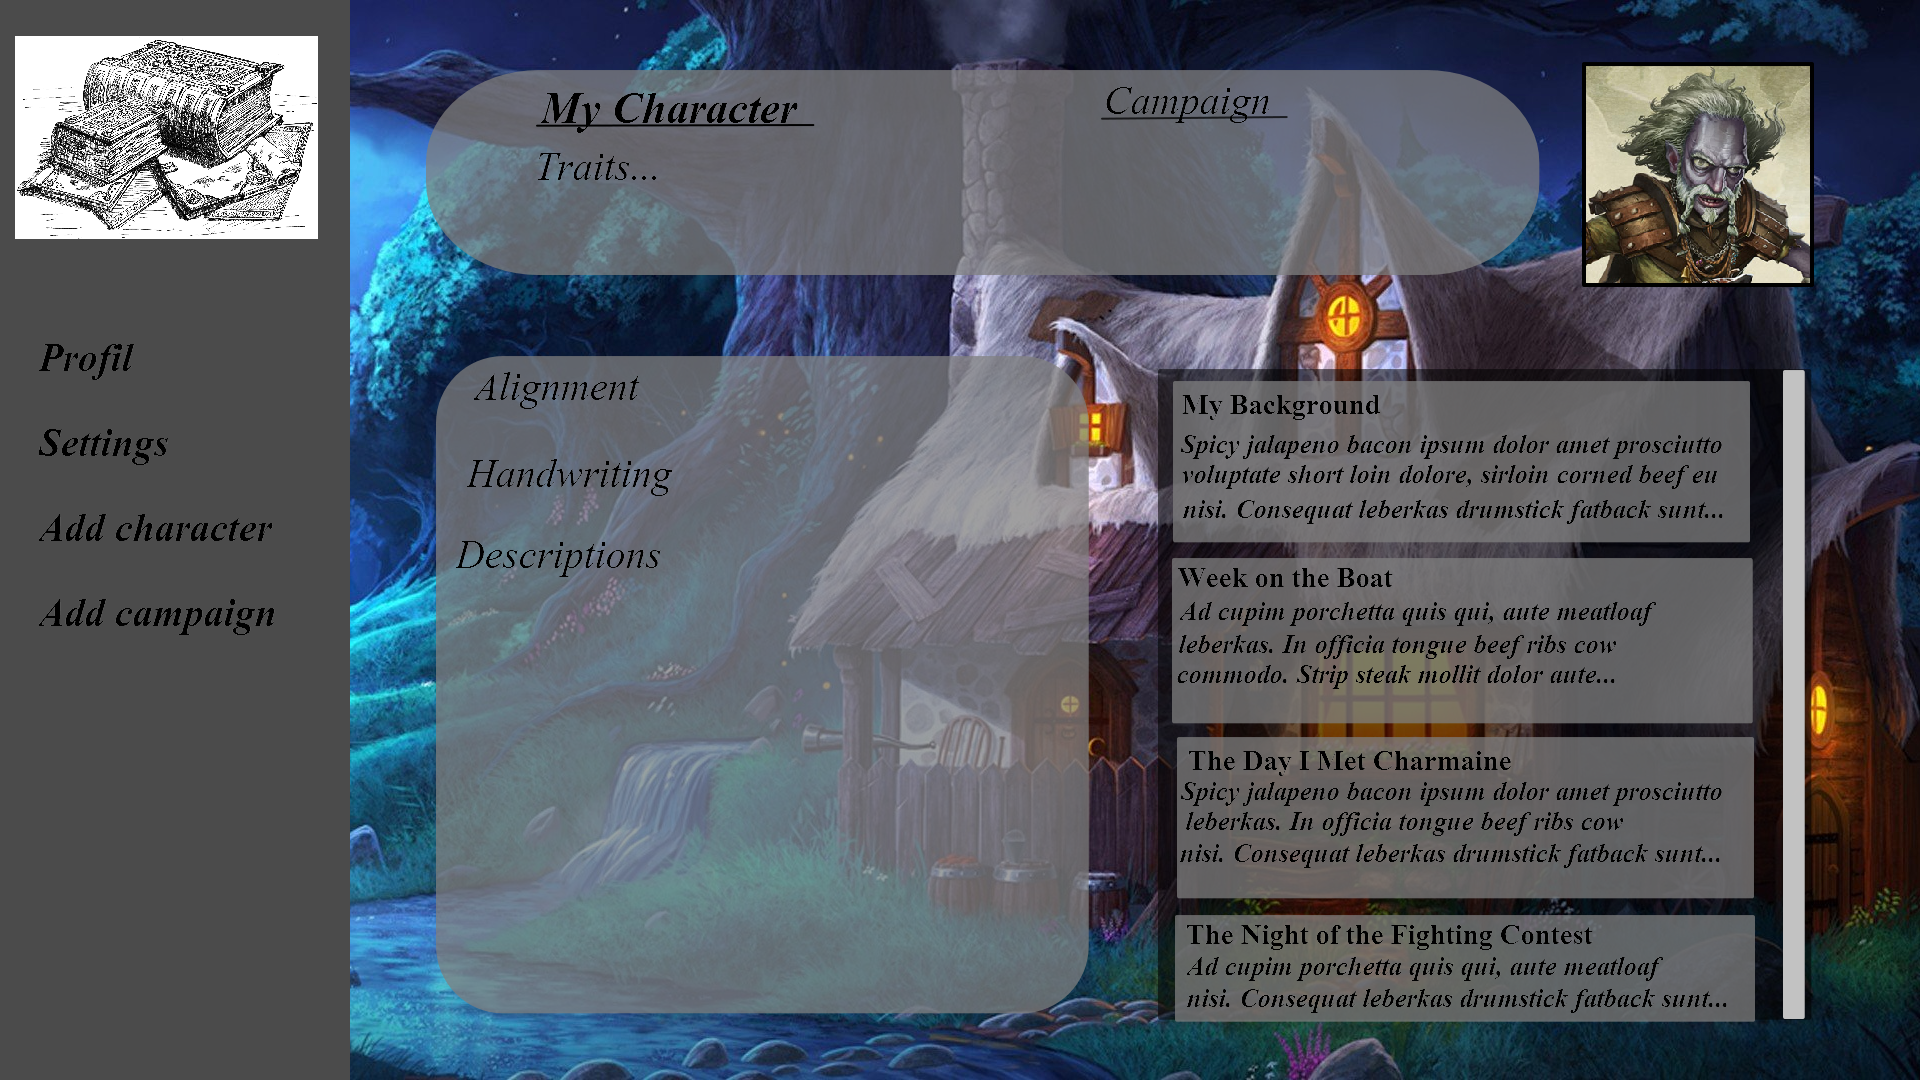 Profil
Settings
Add character
Add campaign
My Character
Campaign
Traits...
Alignment
Handwriting
Descriptions
My Background
Spicy jalapeno bacon ipsum dolor amet prosciutto
voluptate short loin dolore, sirloin corned beef eu
nisi. Consequat leberkas drumstick fatback sunt...
Week on the Boat
Ad cupim porchetta quis qui, aute meatloaf
leberkas. In officia tongue beef ribs cow
commodo. Strip steak mollit dolor aute...
The Day I Met Charmaine
Spicy jalapeno bacon ipsum dolor amet prosciutto
leberkas. In officia tongue beef ribs cow
nisi. Consequat leberkas drumstick fatback sunt...
The Night of the Fighting Contest
Ad cupim porchetta quis qui, aute meatloaf
nisi. Consequat leberkas drumstick fatback sunt...